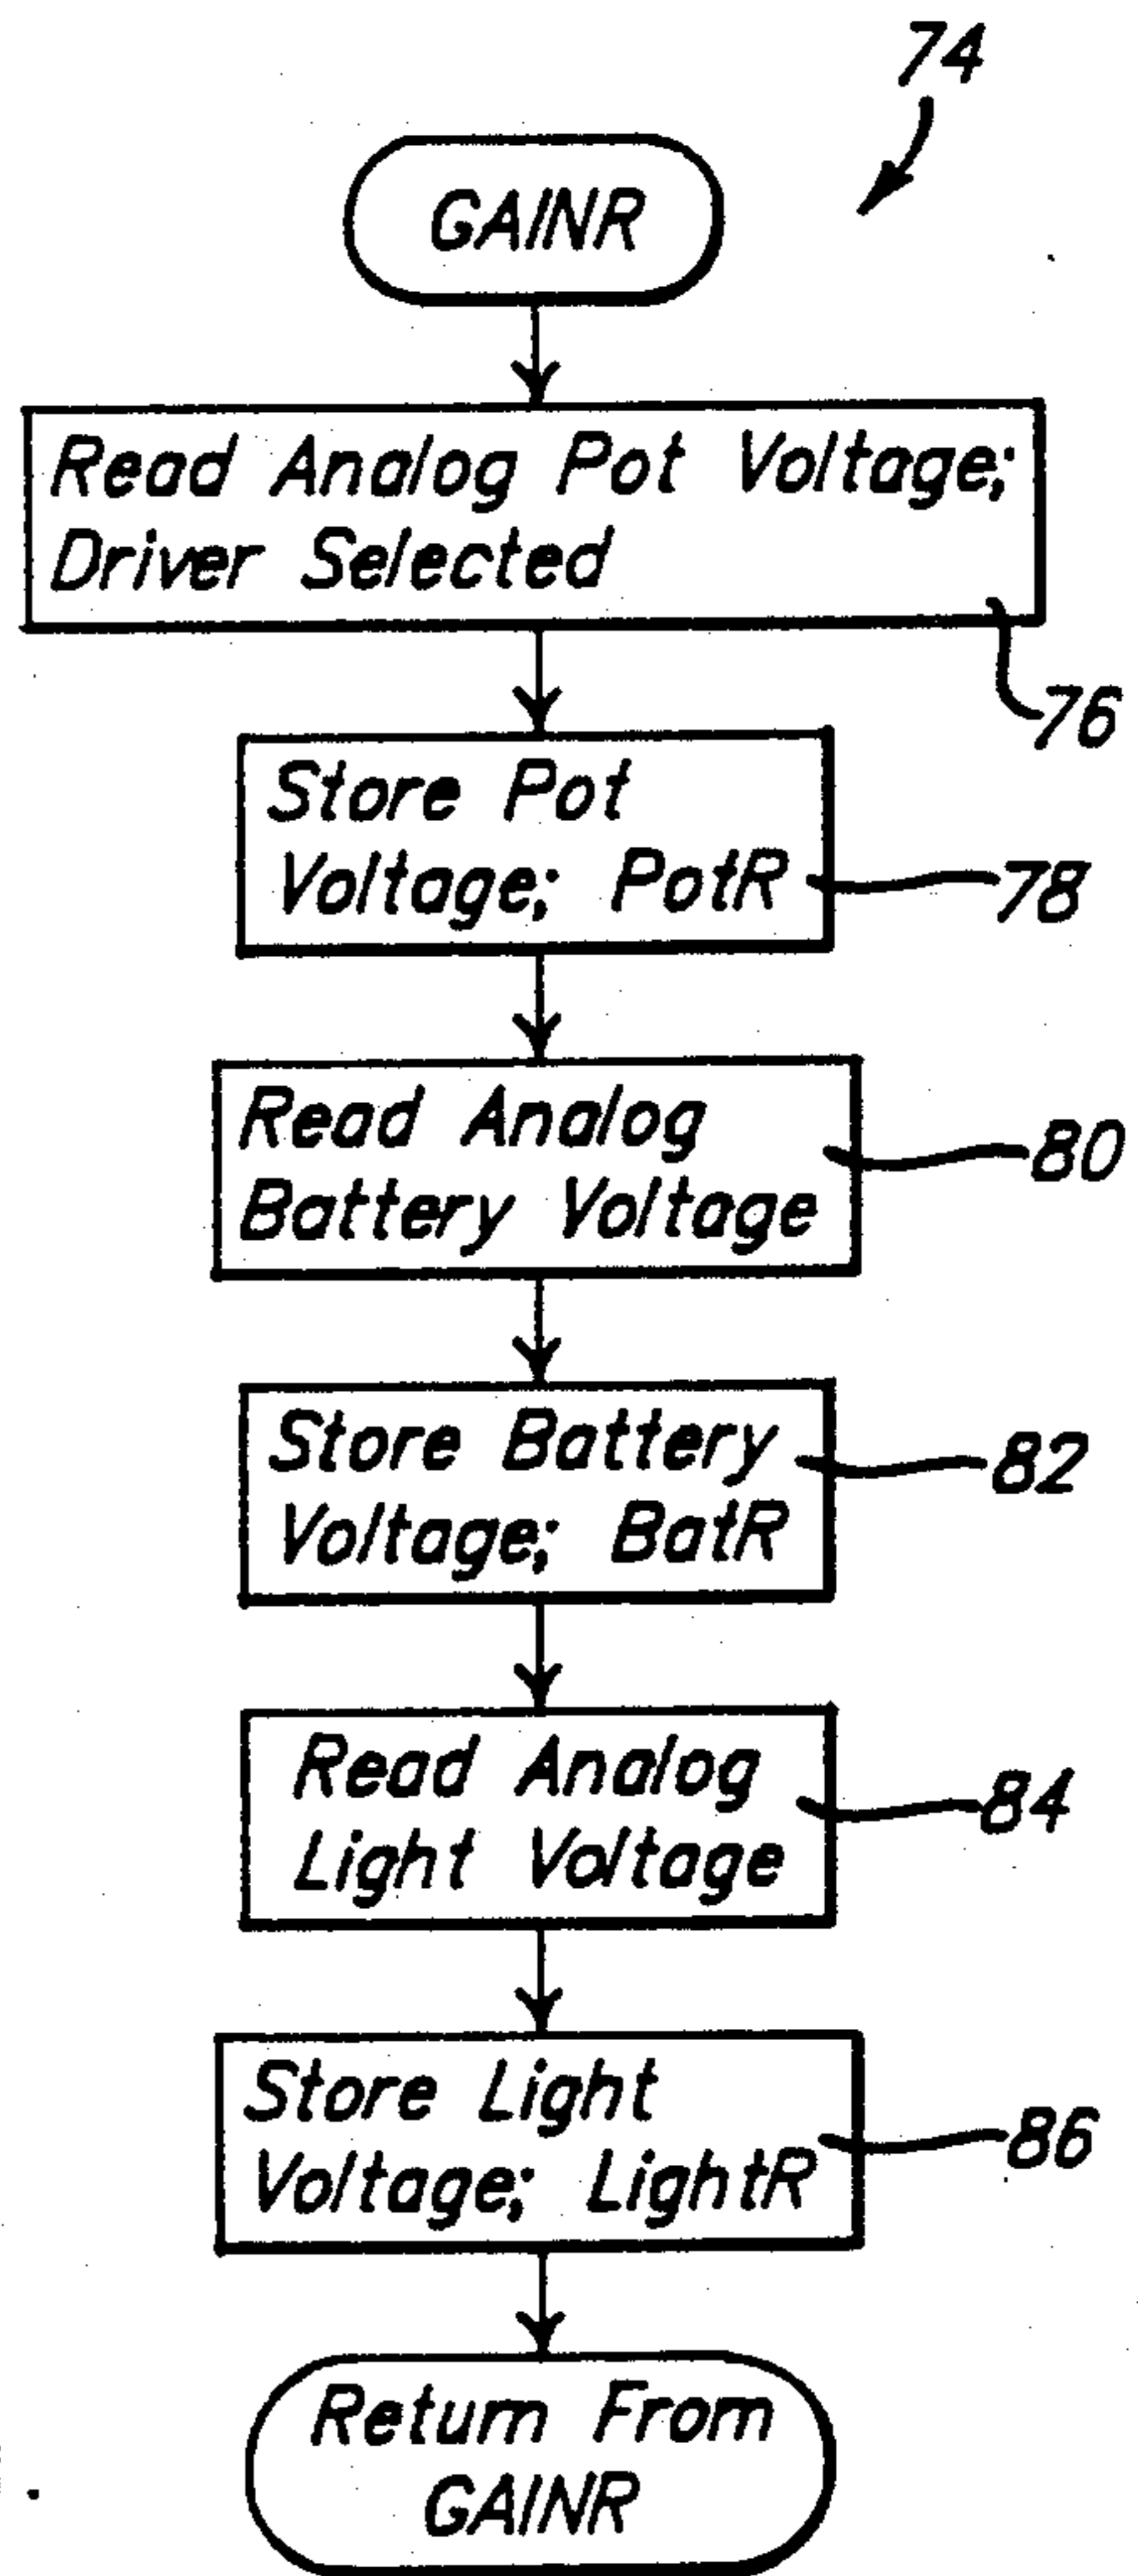 74
GAINR
Read Analog Pot Voltage;
Driver Selected
76
Store Pot
Voltage; PotR
78
Read Analog
Battery Voltage
80
Store Battery
Voltage; BatR
82
Read Analog
Light Voltage
84
Store Light
Voltage; LightR
86
Return From
GAINR